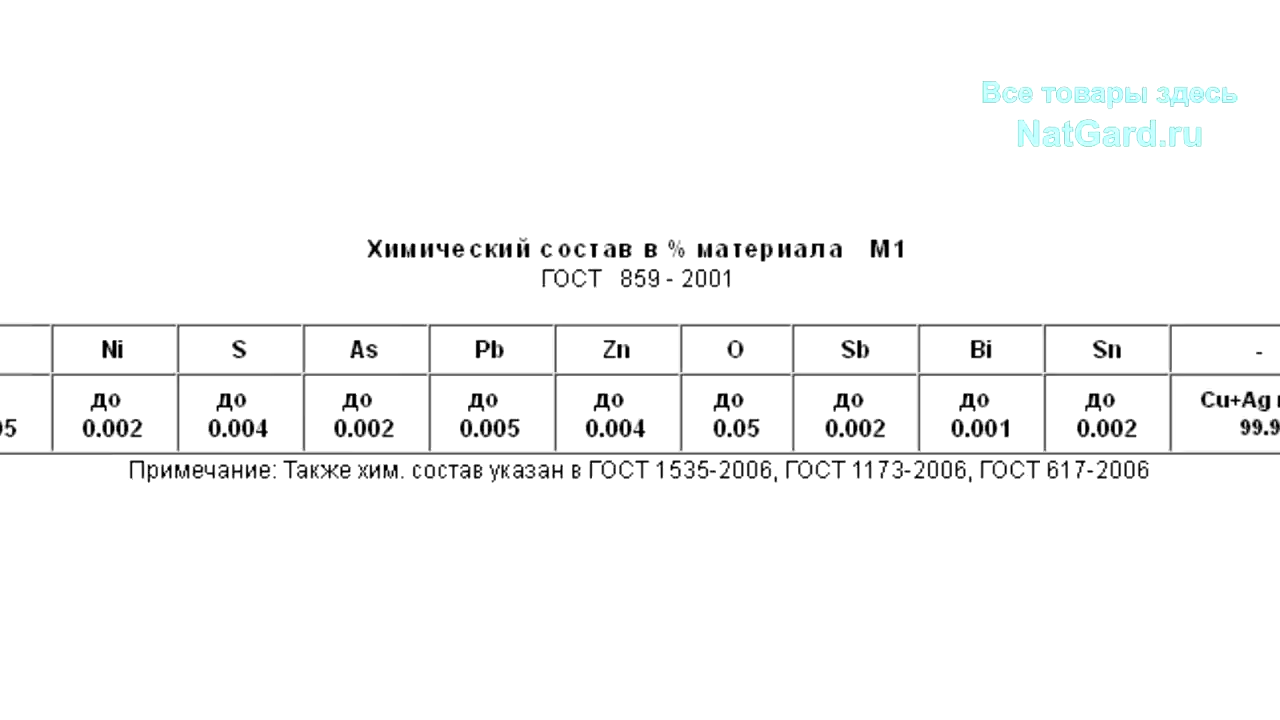 Все товары здесь
NatGard.ru
Химический состав в % материала М1
ГОСТ 859 - 2001
Ni S As Pb Zn O Sb Bi Sn -
до до до до до до до до до Cu+Ag
0.002 0.004 0.002 0.005 0.004 0.05 0.002 0.001 0.002
Примечание: Также хим. состав указан в ГОСТ 1535-2006, ГОСТ 1173-2006, ГОСТ 617-2006